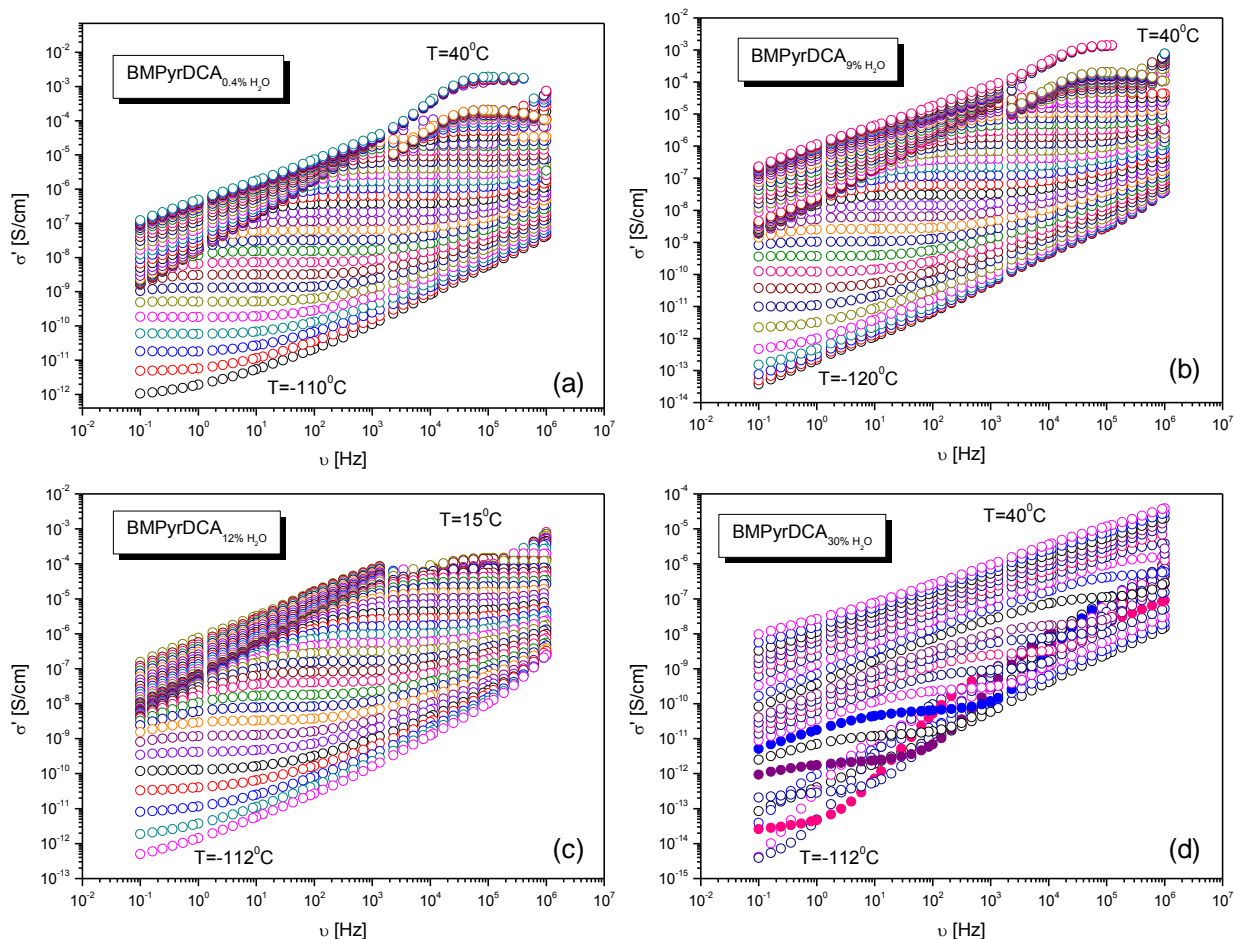 BMPyrDCA0.4% H2O
T=40⁰C
10⁻²
10⁻³
10⁻⁴
10⁻⁵
10⁻⁶
10⁻⁷
10⁻⁸
10⁻⁹
10⁻¹⁰
10⁻¹¹
10⁻¹²
σ' [S/cm]
T=-110⁰C
(a)
10⁻² 10⁻¹ 10⁰ 10¹ 10² 10³ 10⁴ 10⁵ 10⁶ 10⁷
υ [Hz]
BMPyrDCA9% H2O
T=40⁰C
10⁻²
10⁻³
10⁻⁴
10⁻⁵
10⁻⁶
10⁻⁷
10⁻⁸
10⁻⁹
10⁻¹⁰
10⁻¹¹
10⁻¹²
10⁻¹³
10⁻¹⁴
σ' [S/cm]
T=-120⁰C
(b)
10⁻² 10⁻¹ 10⁰ 10¹ 10² 10³ 10⁴ 10⁵ 10⁶ 10⁷
υ [Hz]
BMPyrDCA12% H2O
T=15⁰C
10⁻²
10⁻³
10⁻⁴
10⁻⁵
10⁻⁶
10⁻⁷
10⁻⁸
10⁻⁹
10⁻¹⁰
10⁻¹¹
10⁻¹²
10⁻¹³
σ' [S/cm]
T=-112⁰C
(c)
10⁻² 10⁻¹ 10⁰ 10¹ 10² 10³ 10⁴ 10⁵ 10⁶ 10⁷
υ [Hz]
BMPyrDCA30% H2O
T=40⁰C
10⁻⁴
10⁻⁵
10⁻⁶
10⁻⁷
10⁻⁸
10⁻⁹
10⁻¹⁰
10⁻¹¹
10⁻¹²
10⁻¹³
10⁻¹⁴
10⁻¹⁵
σ' [S/cm]
T=-112⁰C
(d)
10⁻² 10⁻¹ 10⁰ 10¹ 10² 10³ 10⁴ 10⁵ 10⁶ 10⁷
υ [Hz]